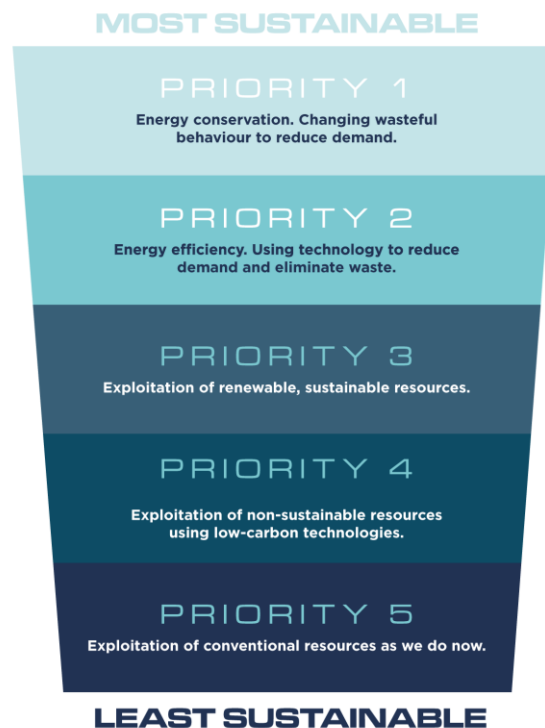 MOST SUSTAINABLE
PRIORITY 1
Energy conservation. Changing wasteful
behaviour to reduce demand.
PRIORITY 2
Energy efficiency. Using technology to reduce
demand and eliminate waste.
PRIORITY 3
Exploitation of renewable, sustainable resources.
PRIORITY 4
Exploitation of non-sustainable resources
using low-carbon technologies.
PRIORITY 5
Exploitation of conventional resources as we do now.
LEAST SUSTAINABLE